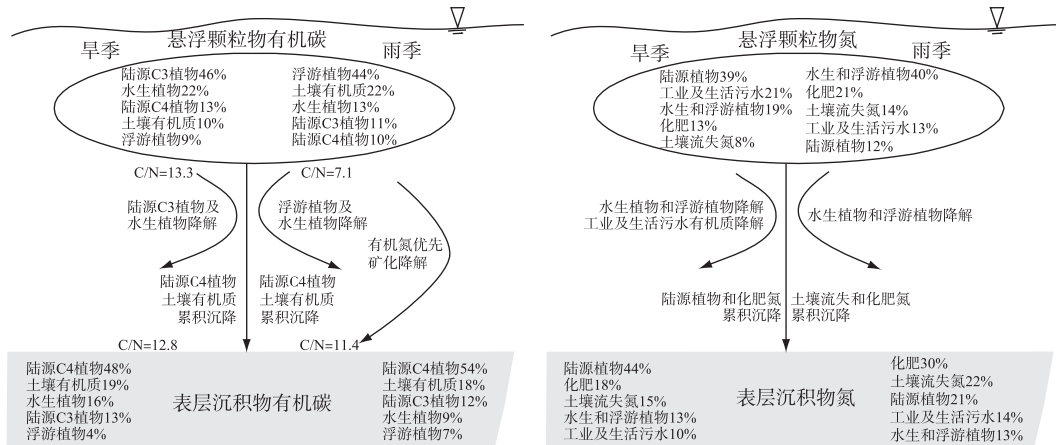 悬浮颗粒物有机碳
旱季
雨季
陆源C3植物46%
水生植物22%
陆源C4植物13%
土壤有机质10%
浮游植物9%
浮游植物44%
土壤有机质22%
水生植物13%
陆源C3植物11%
陆源C4植物10%
C/N=13.3
C/N=7.1
陆源C3植物及
水生植物降解
浮游植物及
水生植物降解
有机氮优先
矿化降解
陆源C4植物
土壤有机质
累积沉降
陆源C4植物
土壤有机质
累积沉降
C/N=12.8
C/N=11.4
陆源C4植物48%
土壤有机质19%
水生植物16%
陆源C3植物13%
浮游植物4%
表层沉积物有机碳
陆源C4植物54%
土壤有机质18%
陆源C3植物12%
水生植物9%
浮游植物7%
悬浮颗粒物氮
旱季
雨季
陆源植物39%
工业及生活污水21%
水生和浮游植物19%
化肥13%
土壤流失氮8%
水生和浮游植物40%
化肥21%
土壤流失氮14%
工业及生活污水13%
陆源植物12%
水生植物和浮游植物降解
工业及生活污水有机质降解
水生植物和浮游植物降解
陆源植物和化肥氮
累积沉降
土壤流失和化肥氮
累积沉降
陆源植物44%
化肥18%
土壤流失氮15%
水生和浮游植物13%
工业及生活污水10%
表层沉积物氮
化肥30%
土壤流失氮22%
陆源植物21%
工业及生活污水14%
水生和浮游植物13%